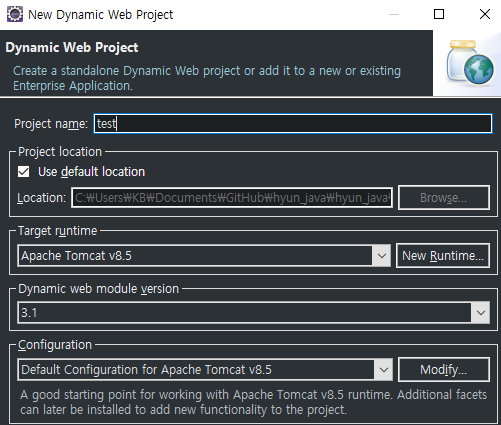 New Dynamic Web Project
Dynamic Web Project
Create a standalone Dynamic Web project or add it to a new or existing
Enterprise Application.
Project name: test
Project location
Use default location
Location: C:₩Users₩KB₩Documents₩GitHub₩hyun_java₩hyun_java₩ Browse...
Target runtime
Apache Tomcat v8.5 New Runtime...
Dynamic web module version
3.1
Configuration
Default Configuration for Apache Tomcat v8.5 Modify...
A good starting point for working with Apache Tomcat v8.5 runtime. Additional facets
can later be installed to add new functionality to the project.